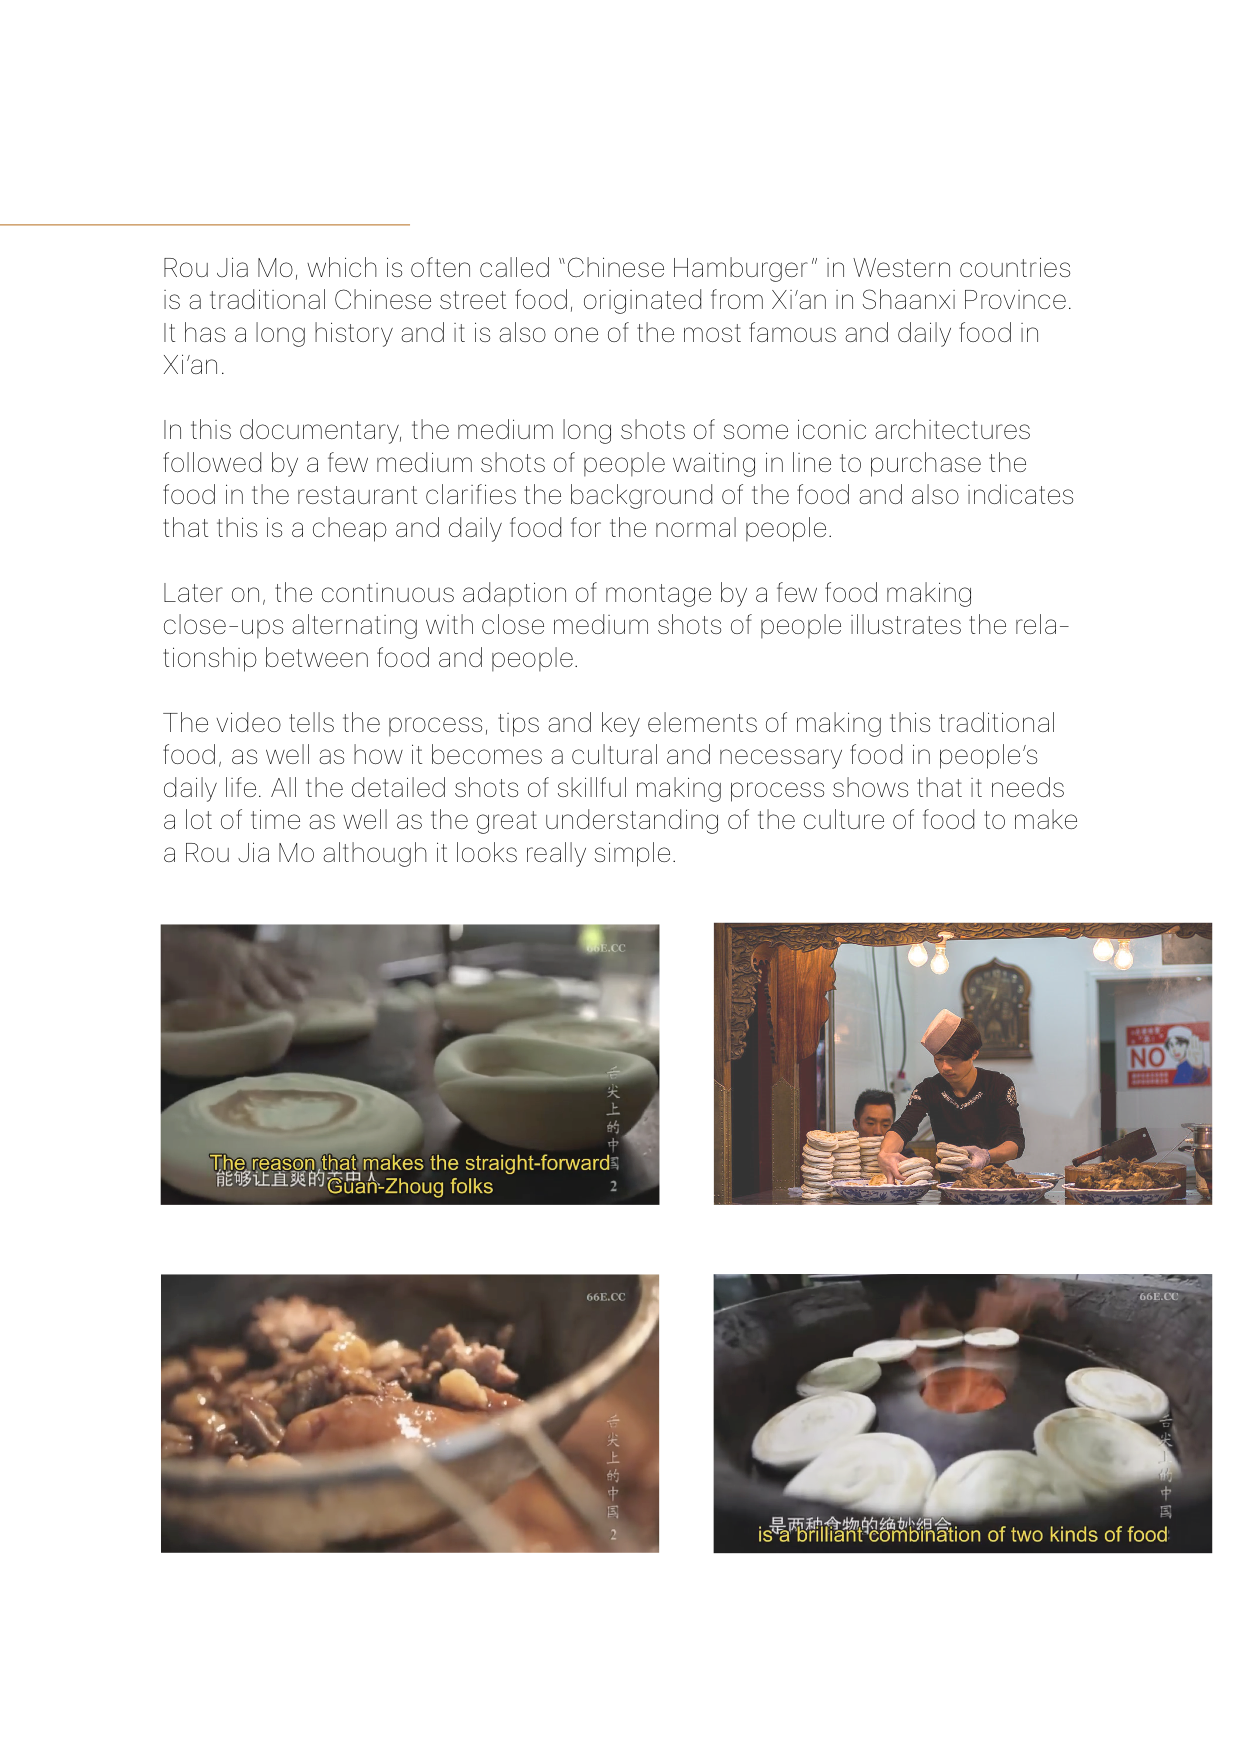 Rou Jia Mo, which is often called “Chinese Hamburger” in Western countries
is a traditional Chinese street food, originated from Xi’an in Shaanxi Province.
It has a long history and it is also one of the most famous and daily food in
Xi’an.
In this documentary, the medium long shots of some iconic architectures
followed by a few medium shots of people waiting in line to purchase the
food in the restaurant clarifies the background of the food and also indicates
that this is a cheap and daily food for the normal people.
Later on, the continuous adaption of montage by a few food making
close-ups alternating with close medium shots of people illustrates the rela-
tionship between food and people.
The video tells the process, tips and key elements of making this traditional
food, as well as how it becomes a cultural and necessary food in people’s
daily life. All the detailed shots of skillful making process shows that it needs
a lot of time as well as the great understanding of the culture of food to make
a Rou Jia Mo although it looks really simple.
66E.CC
舌尖上的中国
2
The reason that makes the straight-forward
能够让直爽的
Guan-Zhoug folks
NO
66E.CC
舌尖上的中国
2
66E.CC
舌尖上的中国
是两种食物的绝妙组合
is a brilliant combination of two kinds of food